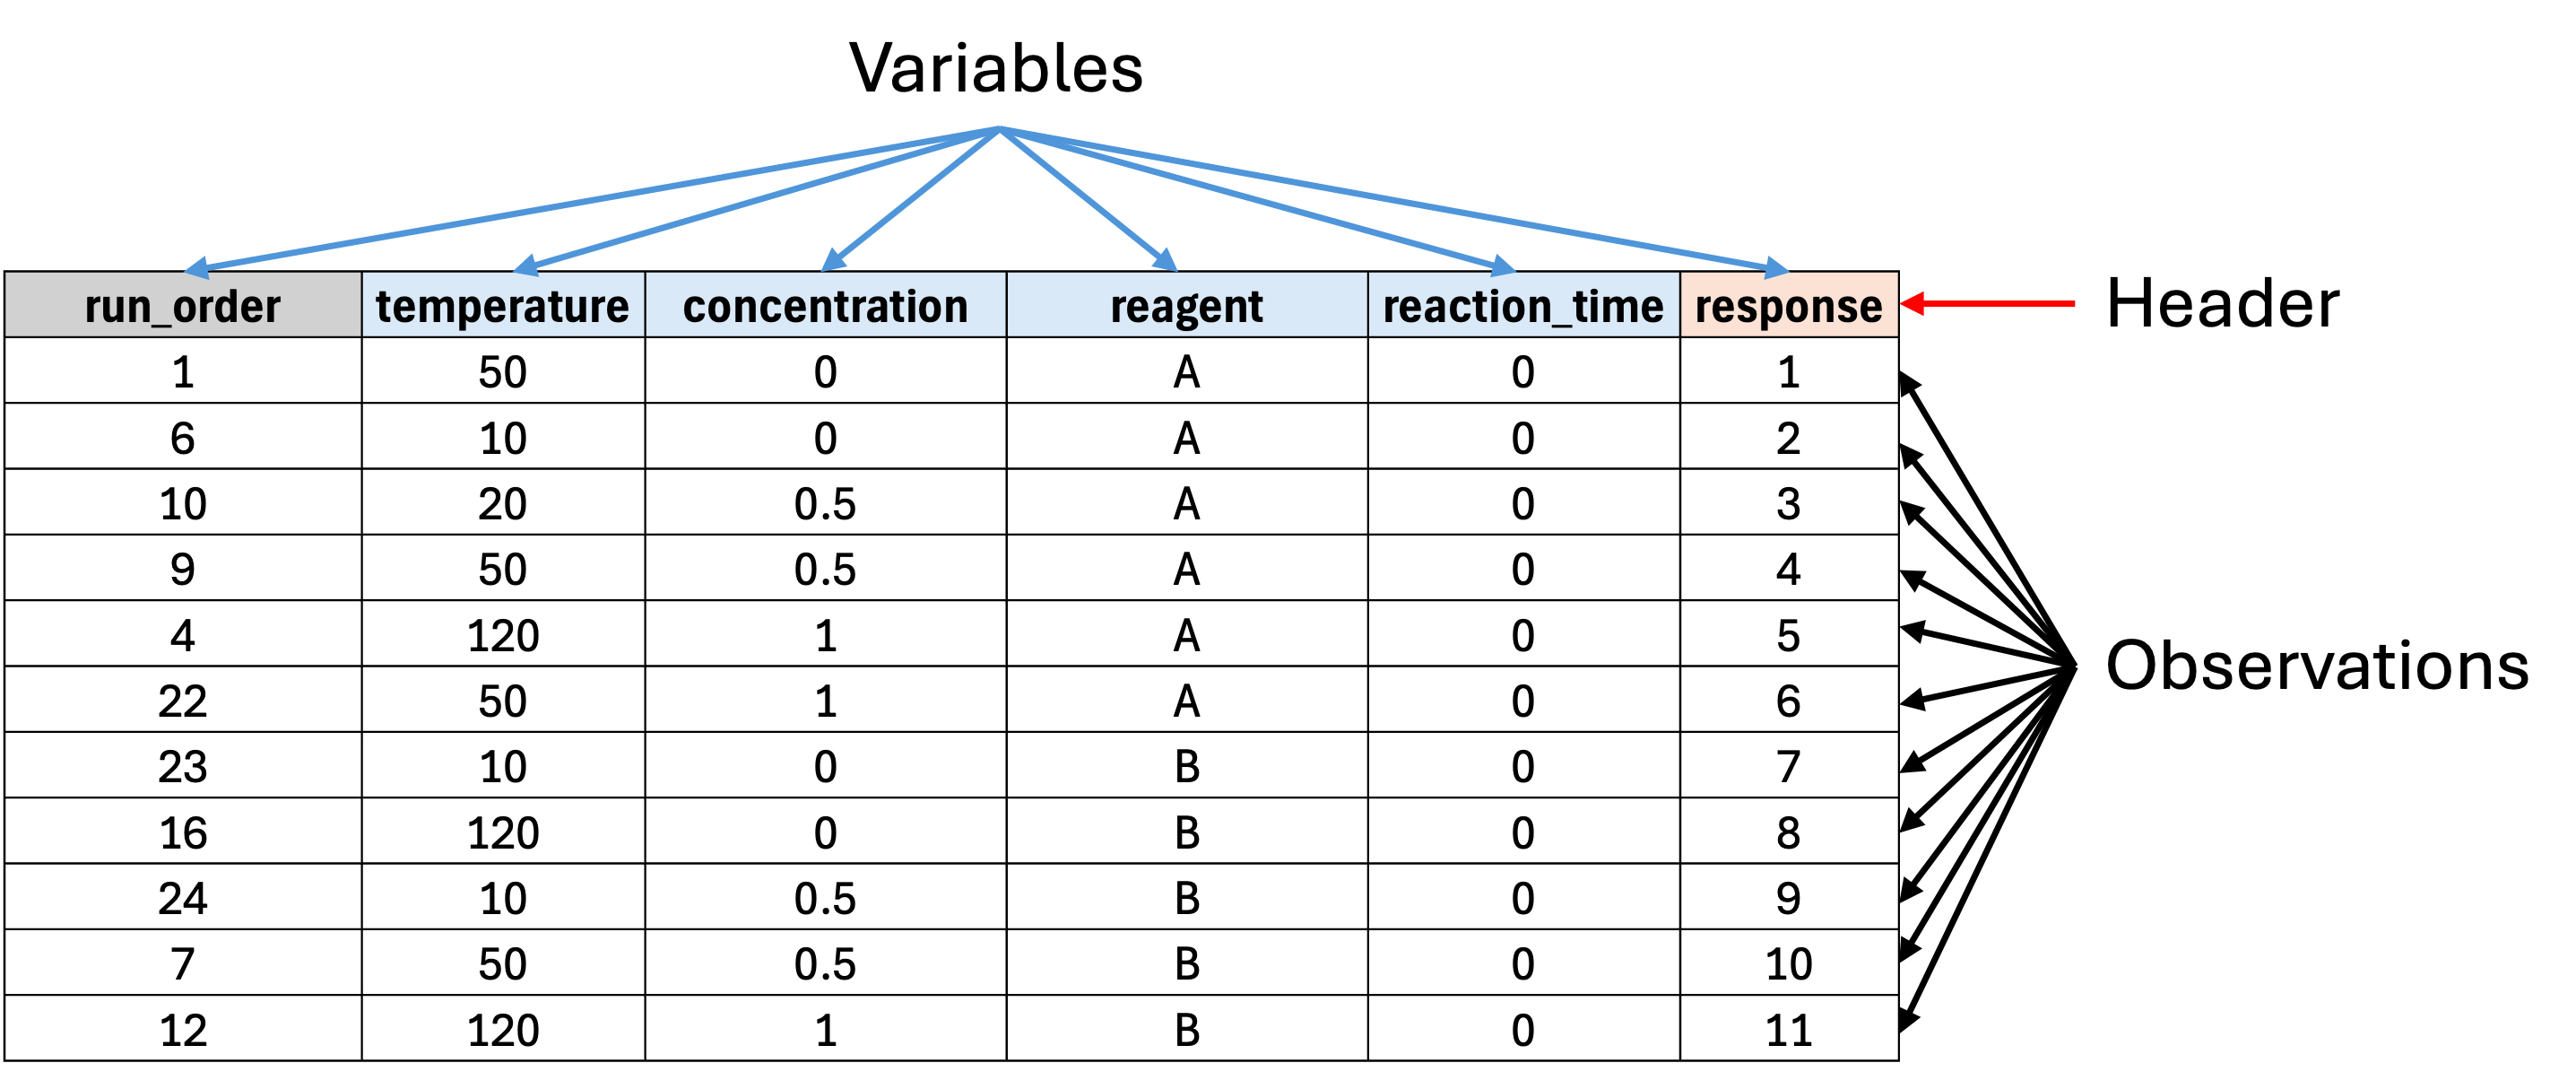 Variables
run_order temperature concentration reagent reaction_time response
Header
1 50 0 A 0 1
6 10 0 A 0 2
10 20 0.5 A 0 3
9 50 0.5 A 0 4
4 120 1 A 0 5
Observations
22 50 1 A 0 6
23 10 0 B 0 7
16 120 0 B 0 8
24 10 0.5 B 0 9
7 50 0.5 B 0 10
12 120 1 B 0 11